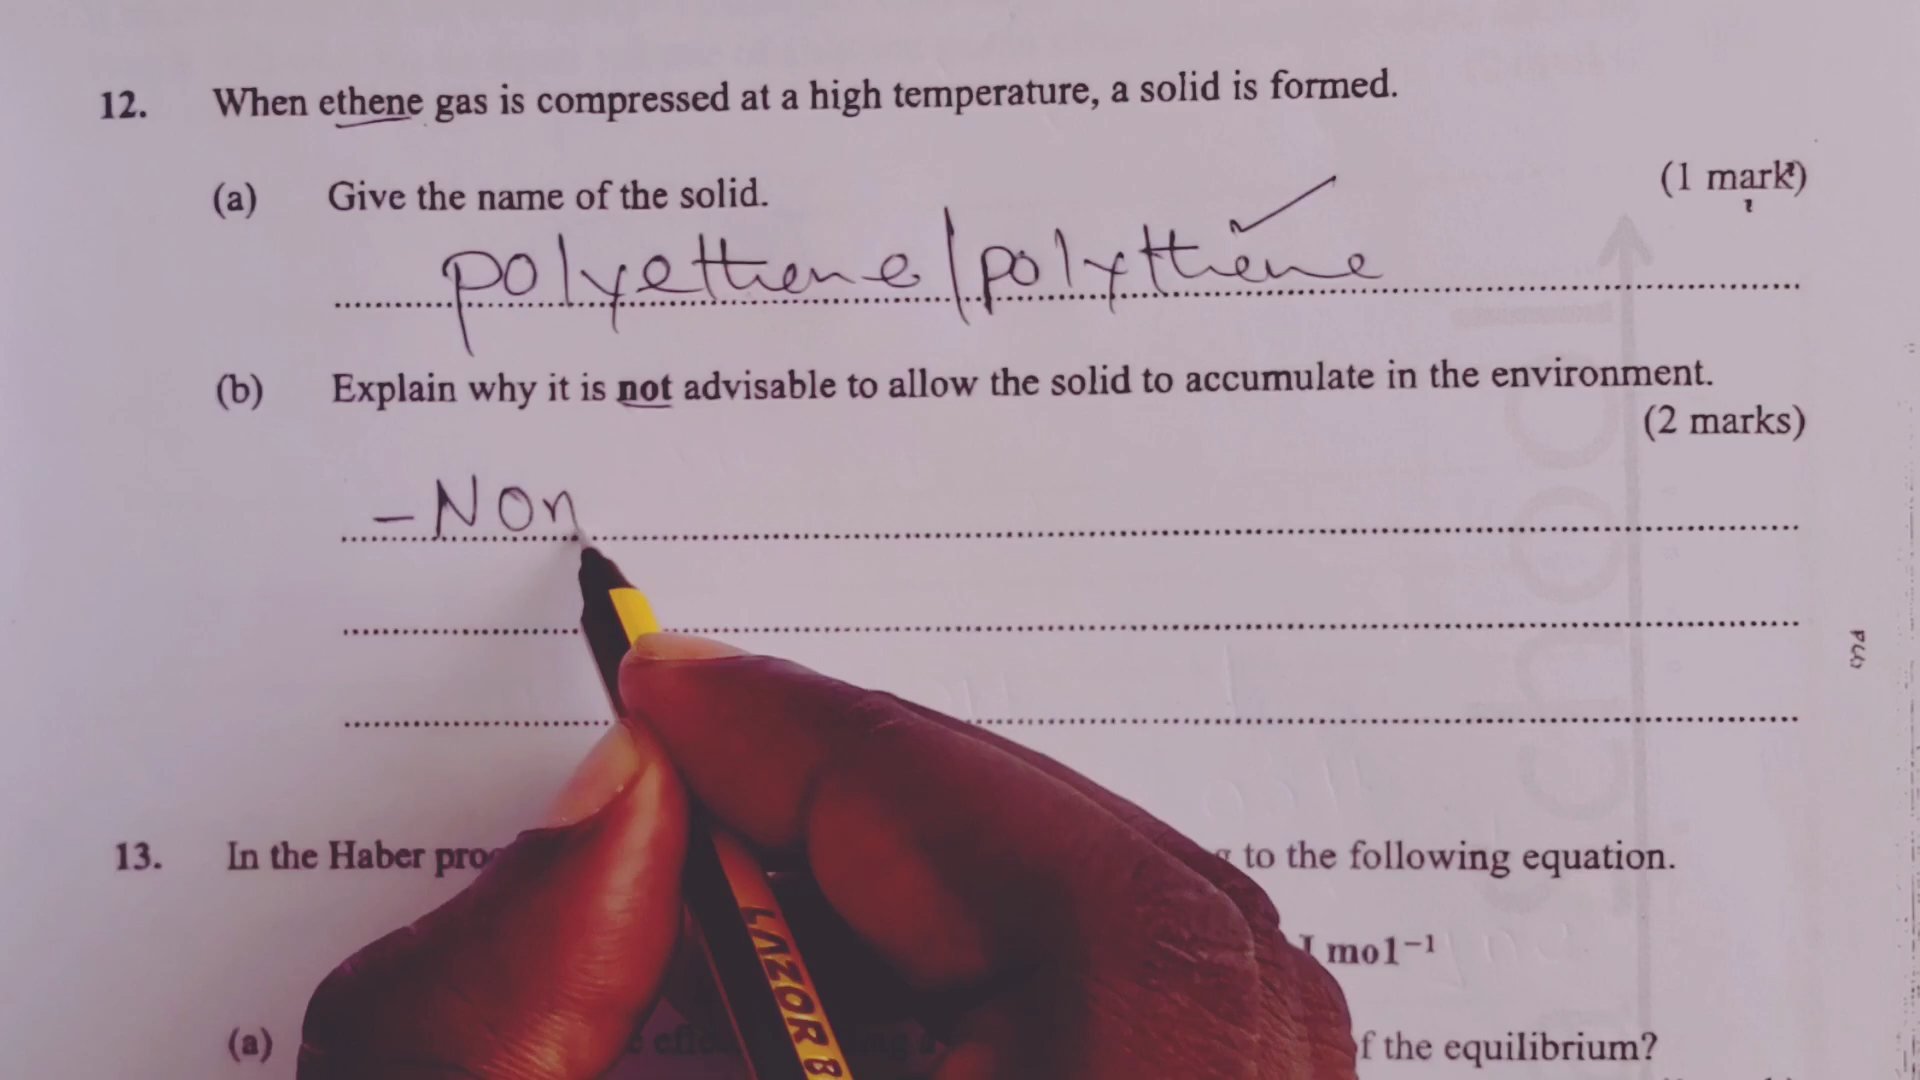 12. When ethene gas is compressed at a high temperature, a solid is formed.
(a) Give the name of the solid. (1 mark)
polyethene/polythene
(b) Explain why it is not advisable to allow the solid to accumulate in the environment.
(2 marks)
- Non
13. In the Haber to the following equation.
mol⁻¹
(a) f the equilibrium?
LAZOR B